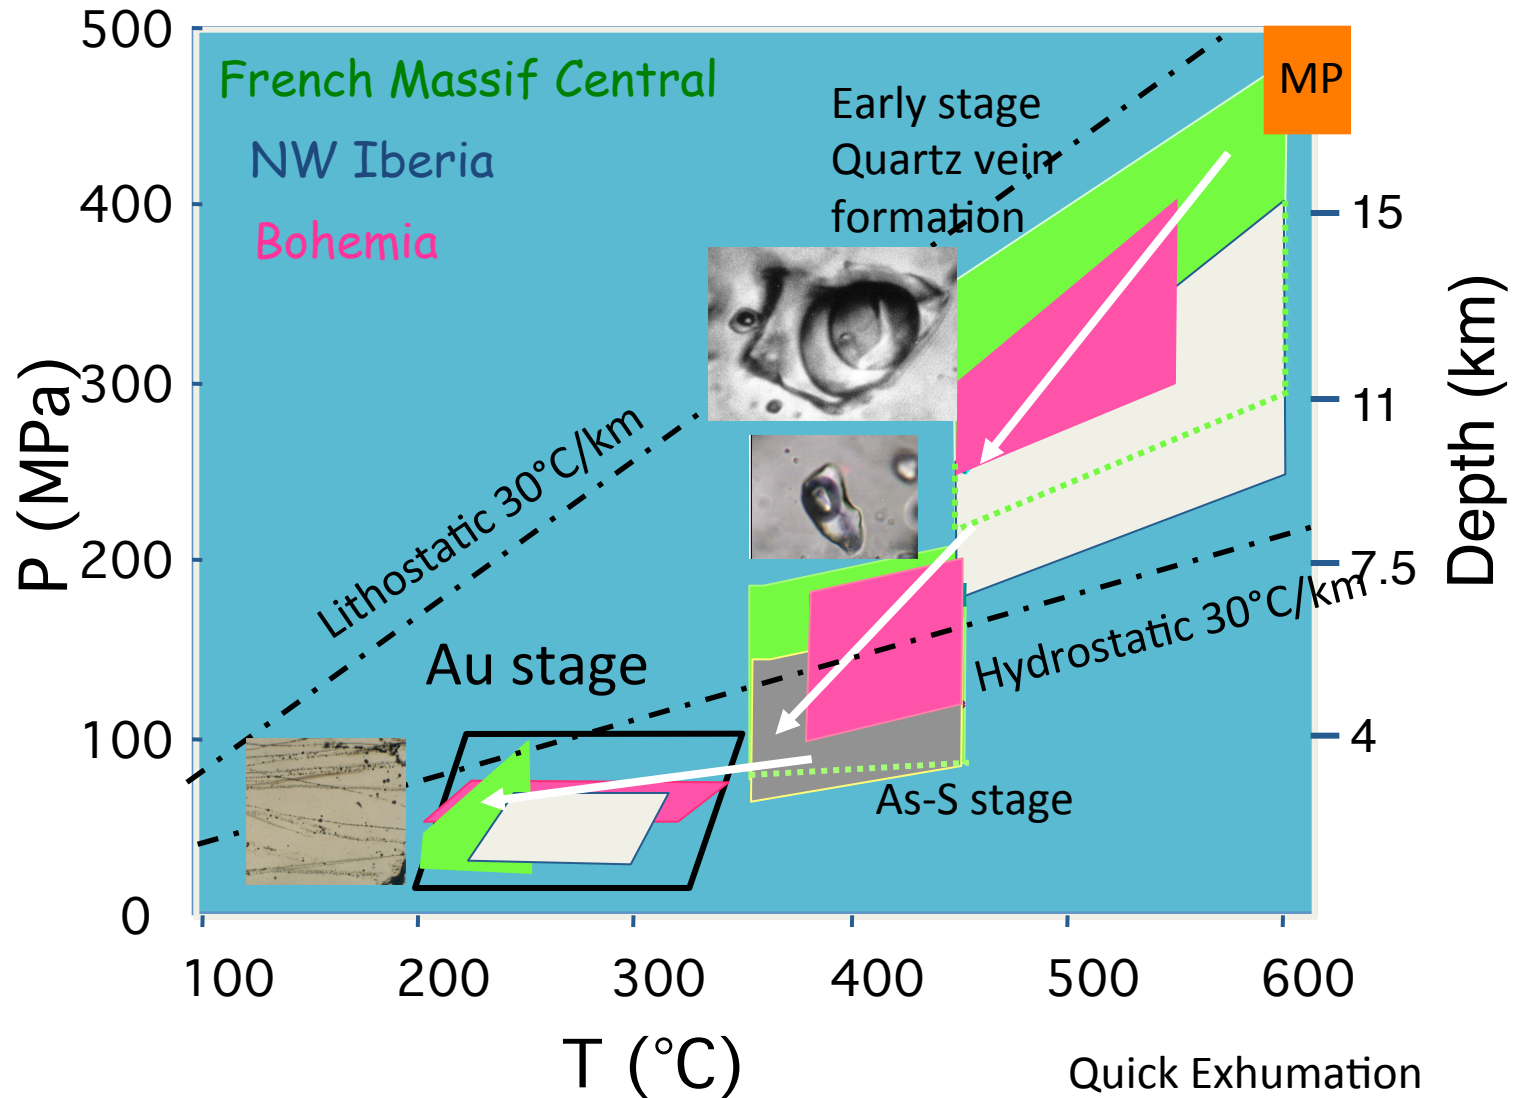 500
400
300
200
100
0
P (MPa)
French Massif Central
NW Iberia
Bohemia
Early stage
Quartz vein
formation
MP
Lithostatic 30°C/km
Au stage
Hydrostatic 30°C/km
As-S stage
15
11
7.5
4
Depth (km)
100 200 300 400 500 600
T (°C)
Quick Exhumation